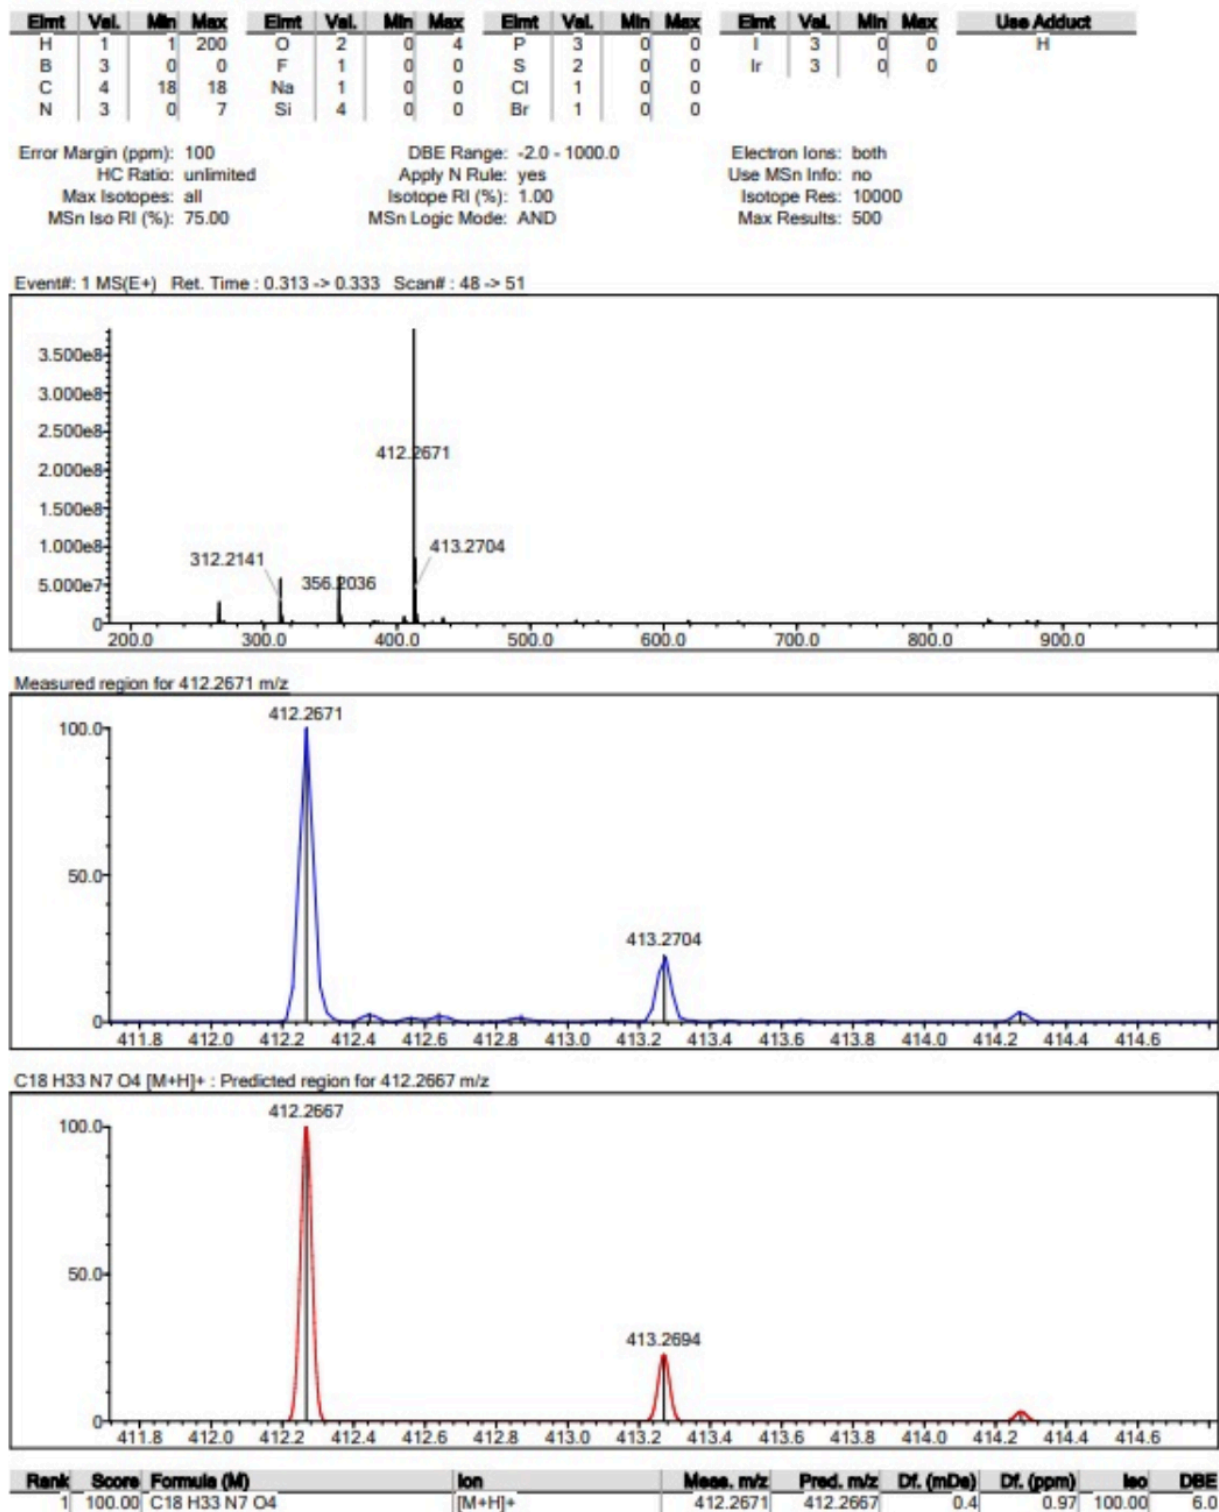 Elmt Val. Min Max Elmt Val. Min Max Elmt Val. Min Max Elmt Val. Min Max Use Adduct
H 1 1 200 O 2 0 4 P 3 0 0 I 3 0 0 H
B 3 0 0 F 1 0 0 S 2 0 0 Ir 3 0 0
C 4 18 18 Na 1 0 0 Cl 1 0 0
N 3 0 7 Si 4 0 0 Br 1 0 0
Error Margin (ppm): 100 DBE Range: -2.0 - 1000.0 Electron Ions: both
HC Ratio: unlimited Apply N Rule: yes Use MSn Info: no
Max Isotopes: all Isotope RI (%): 1.00 Isotope Res: 10000
MSn Iso RI (%): 75.00 MSn Logic Mode: AND Max Results: 500
Event#: 1 MS(E+) Ret. Time : 0.313 -> 0.333 Scan# : 48 -> 51
3.500e8
3.000e8
2.500e8
412.2671
2.000e8
1.500e8
1.000e8
413.2704
312.2141
5.000e7
356.2036
0
200.0 300.0 400.0 500.0 600.0 700.0 800.0 900.0
Measured region for 412.2671 m/z
412.2671
100.0
50.0
413.2704
0
411.8 412.0 412.2 412.4 412.6 412.8 413.0 413.2 413.4 413.6 413.8 414.0 414.2 414.4 414.6
C18 H33 N7 O4 [M+H]+ : Predicted region for 412.2667 m/z
412.2667
100.0
50.0
413.2694
0
411.8 412.0 412.2 412.4 412.6 412.8 413.0 413.2 413.4 413.6 413.8 414.0 414.2 414.4 414.6
Rank Score Formula (M) Ion Meas. m/z Pred. m/z Df. (mDa) Df. (ppm) Iso DBE
1 100.00 C18 H33 N7 O4 [M+H]+ 412.2671 412.2667 0.4 0.97 100.00 6.0